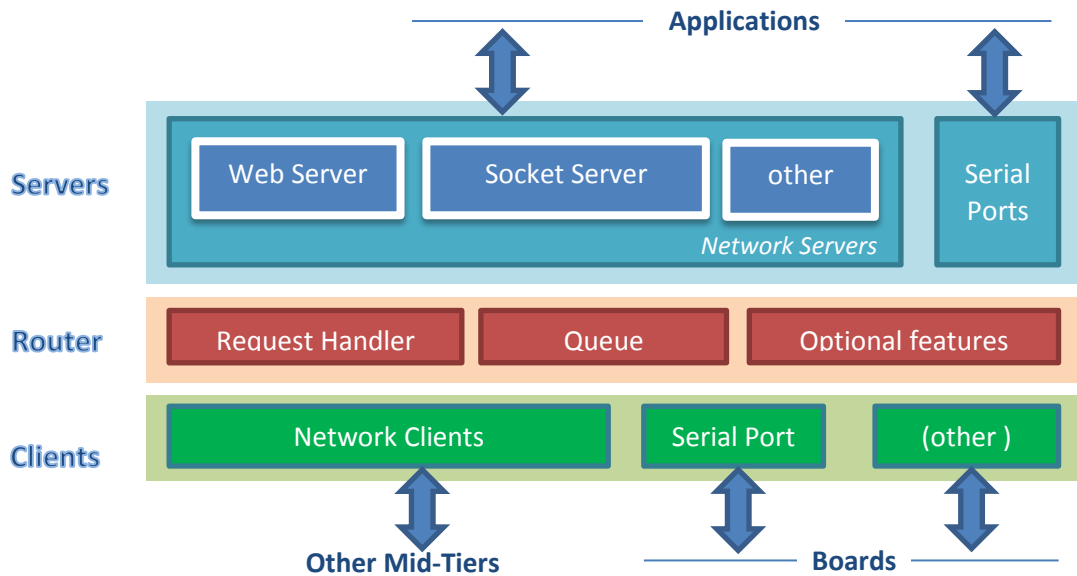 Applications
Servers
Web Server
Socket Server
other
Network Servers
Serial
Ports
Router
Request Handler
Queue
Optional features
Clients
Network Clients
Serial Port
(other )
Other Mid-Tiers
Boards